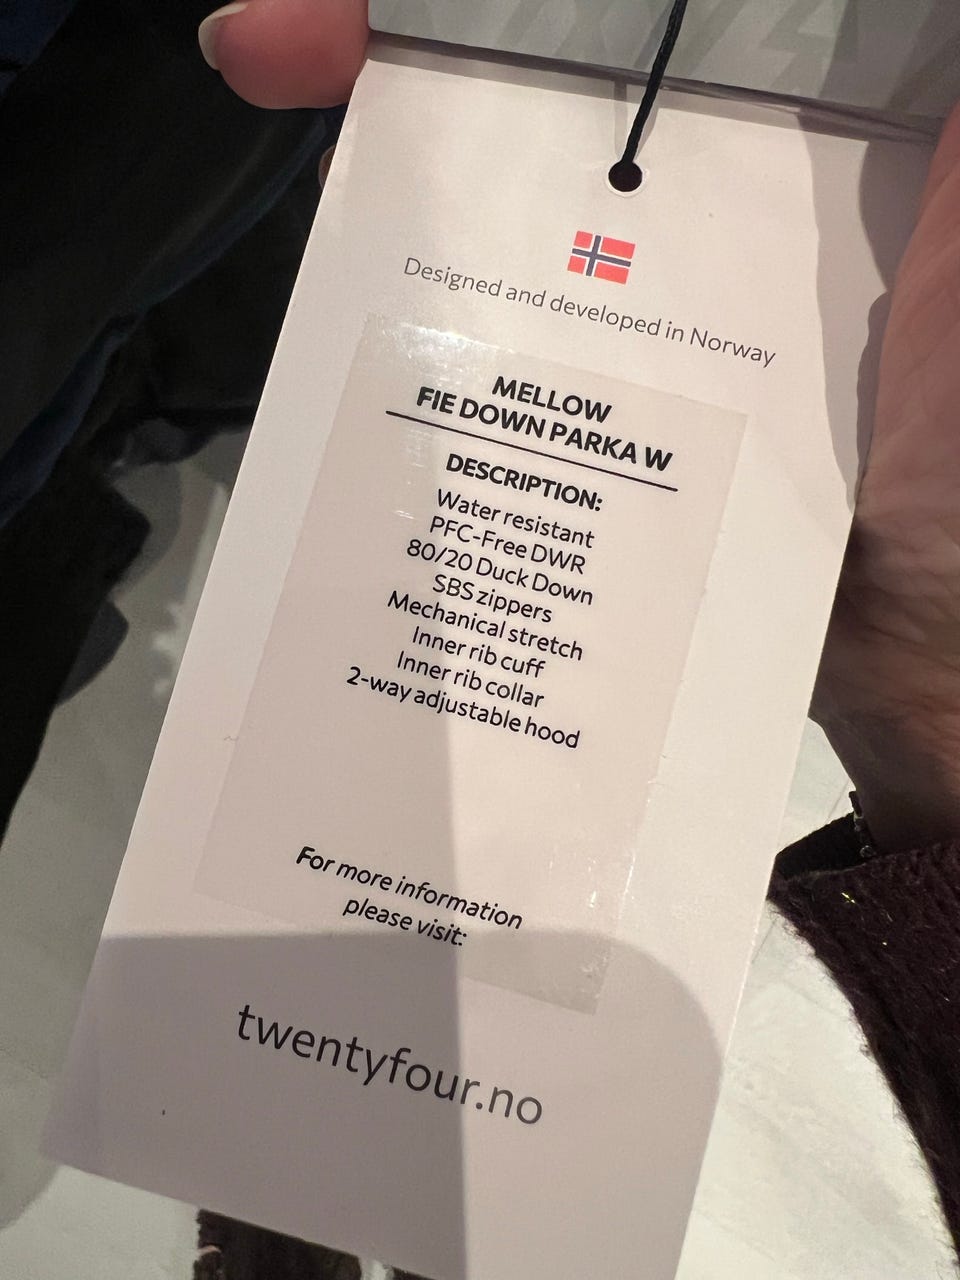 Designed and developed in Norway
MELLOW
FIE DOWN PARKA W
DESCRIPTION:
Water resistant
PFC-Free DWR
80/20 Duck Down
SBS zippers
Mechanical stretch
Inner rib cuff
Inner rib collar
2-way adjustable hood
For more information
please visit:
twentyfour.no